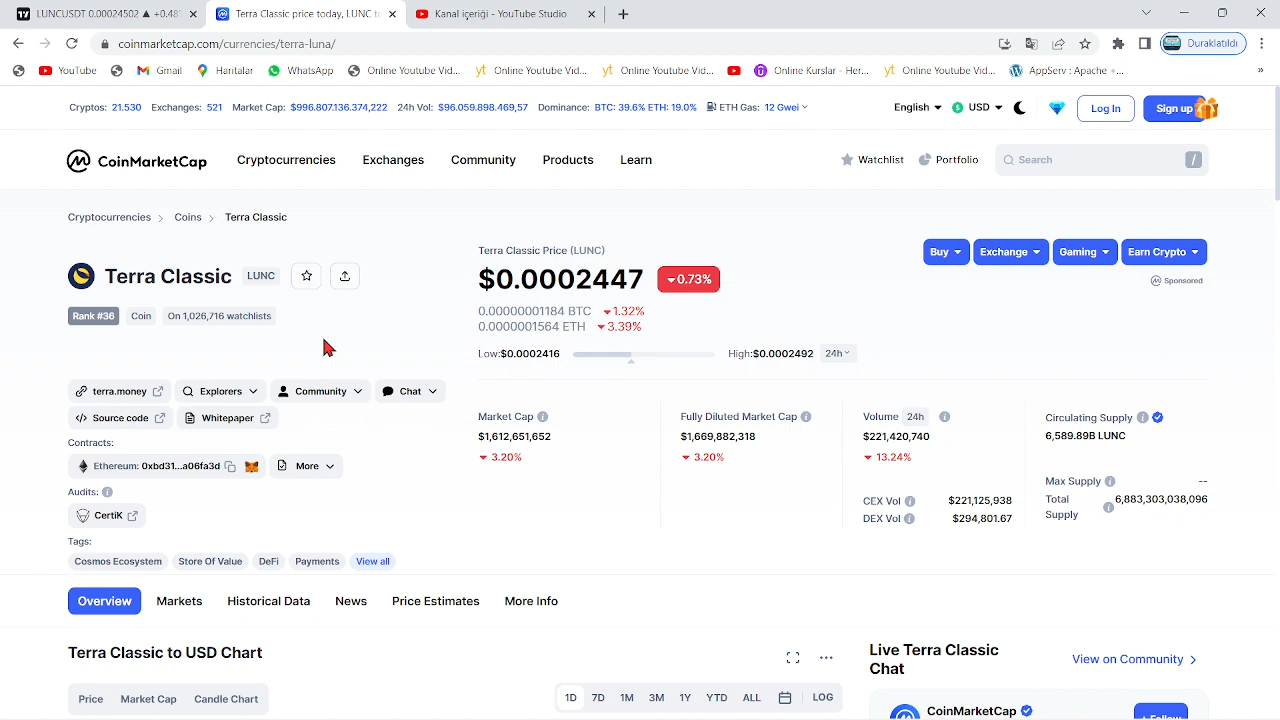 LUNCUSDT 0.00024502 ▲ +0.48
Terra Classic price today, LUNC to
Kanal içeriği - YouTube Studio
coinmarketcap.com/currencies/terra-luna/
Duraklatıldı
YouTube
Gmail
Haritalar
WhatsApp
Online Youtube Vid...
Online Youtube Vid...
Online Youtube Vid...
Online Kurslar - Her...
Online Youtube Vid...
AppServ : Apache +...
»
Cryptos: 21.530 Exchanges: 521 Market Cap: $996.807.136.374,222 24h Vol: $96.059.898.469,57 Dominance: BTC: 39.6% ETH: 19.0% ETH Gas: 12 Gwei
English USD Log In Sign up
CoinMarketCap Cryptocurrencies Exchanges Community Products Learn
Watchlist Portfolio Search /
Cryptocurrencies > Coins > Terra Classic
Terra Classic LUNC
Rank #36 Coin On 1,026,716 watchlists
terra.money Explorers Community Chat
Source code Whitepaper
Contracts:
Ethereum: 0xbd31...a06fa3d More
Audits:
CertiK
Tags:
Cosmos Ecosystem Store Of Value DeFi Payments View all
Terra Classic Price (LUNC)
$0.0002447 0.73%
0.00000001184 BTC 1.32%
0.0000001564 ETH 3.39%
Low:$0.0002416 High:$0.0002492 24h
Buy Exchange Gaming Earn Crypto
Sponsored
Market Cap
$1,612,651,652
3.20%
Fully Diluted Market Cap
$1,669,882,318
3.20%
Volume 24h
$221,420,740
13.24%
CEX Vol $221,125,938
DEX Vol $294,801.67
Circulating Supply
6,589.89B LUNC
Max Supply --
Total Supply 6,883,303,038,096
Overview Markets Historical Data News Price Estimates More Info
Terra Classic to USD Chart
Price Market Cap Candle Chart
1D 7D 1M 3M 1Y YTD ALL LOG
Live Terra Classic
Chat
View on Community >
CoinMarketCap
+ Follow